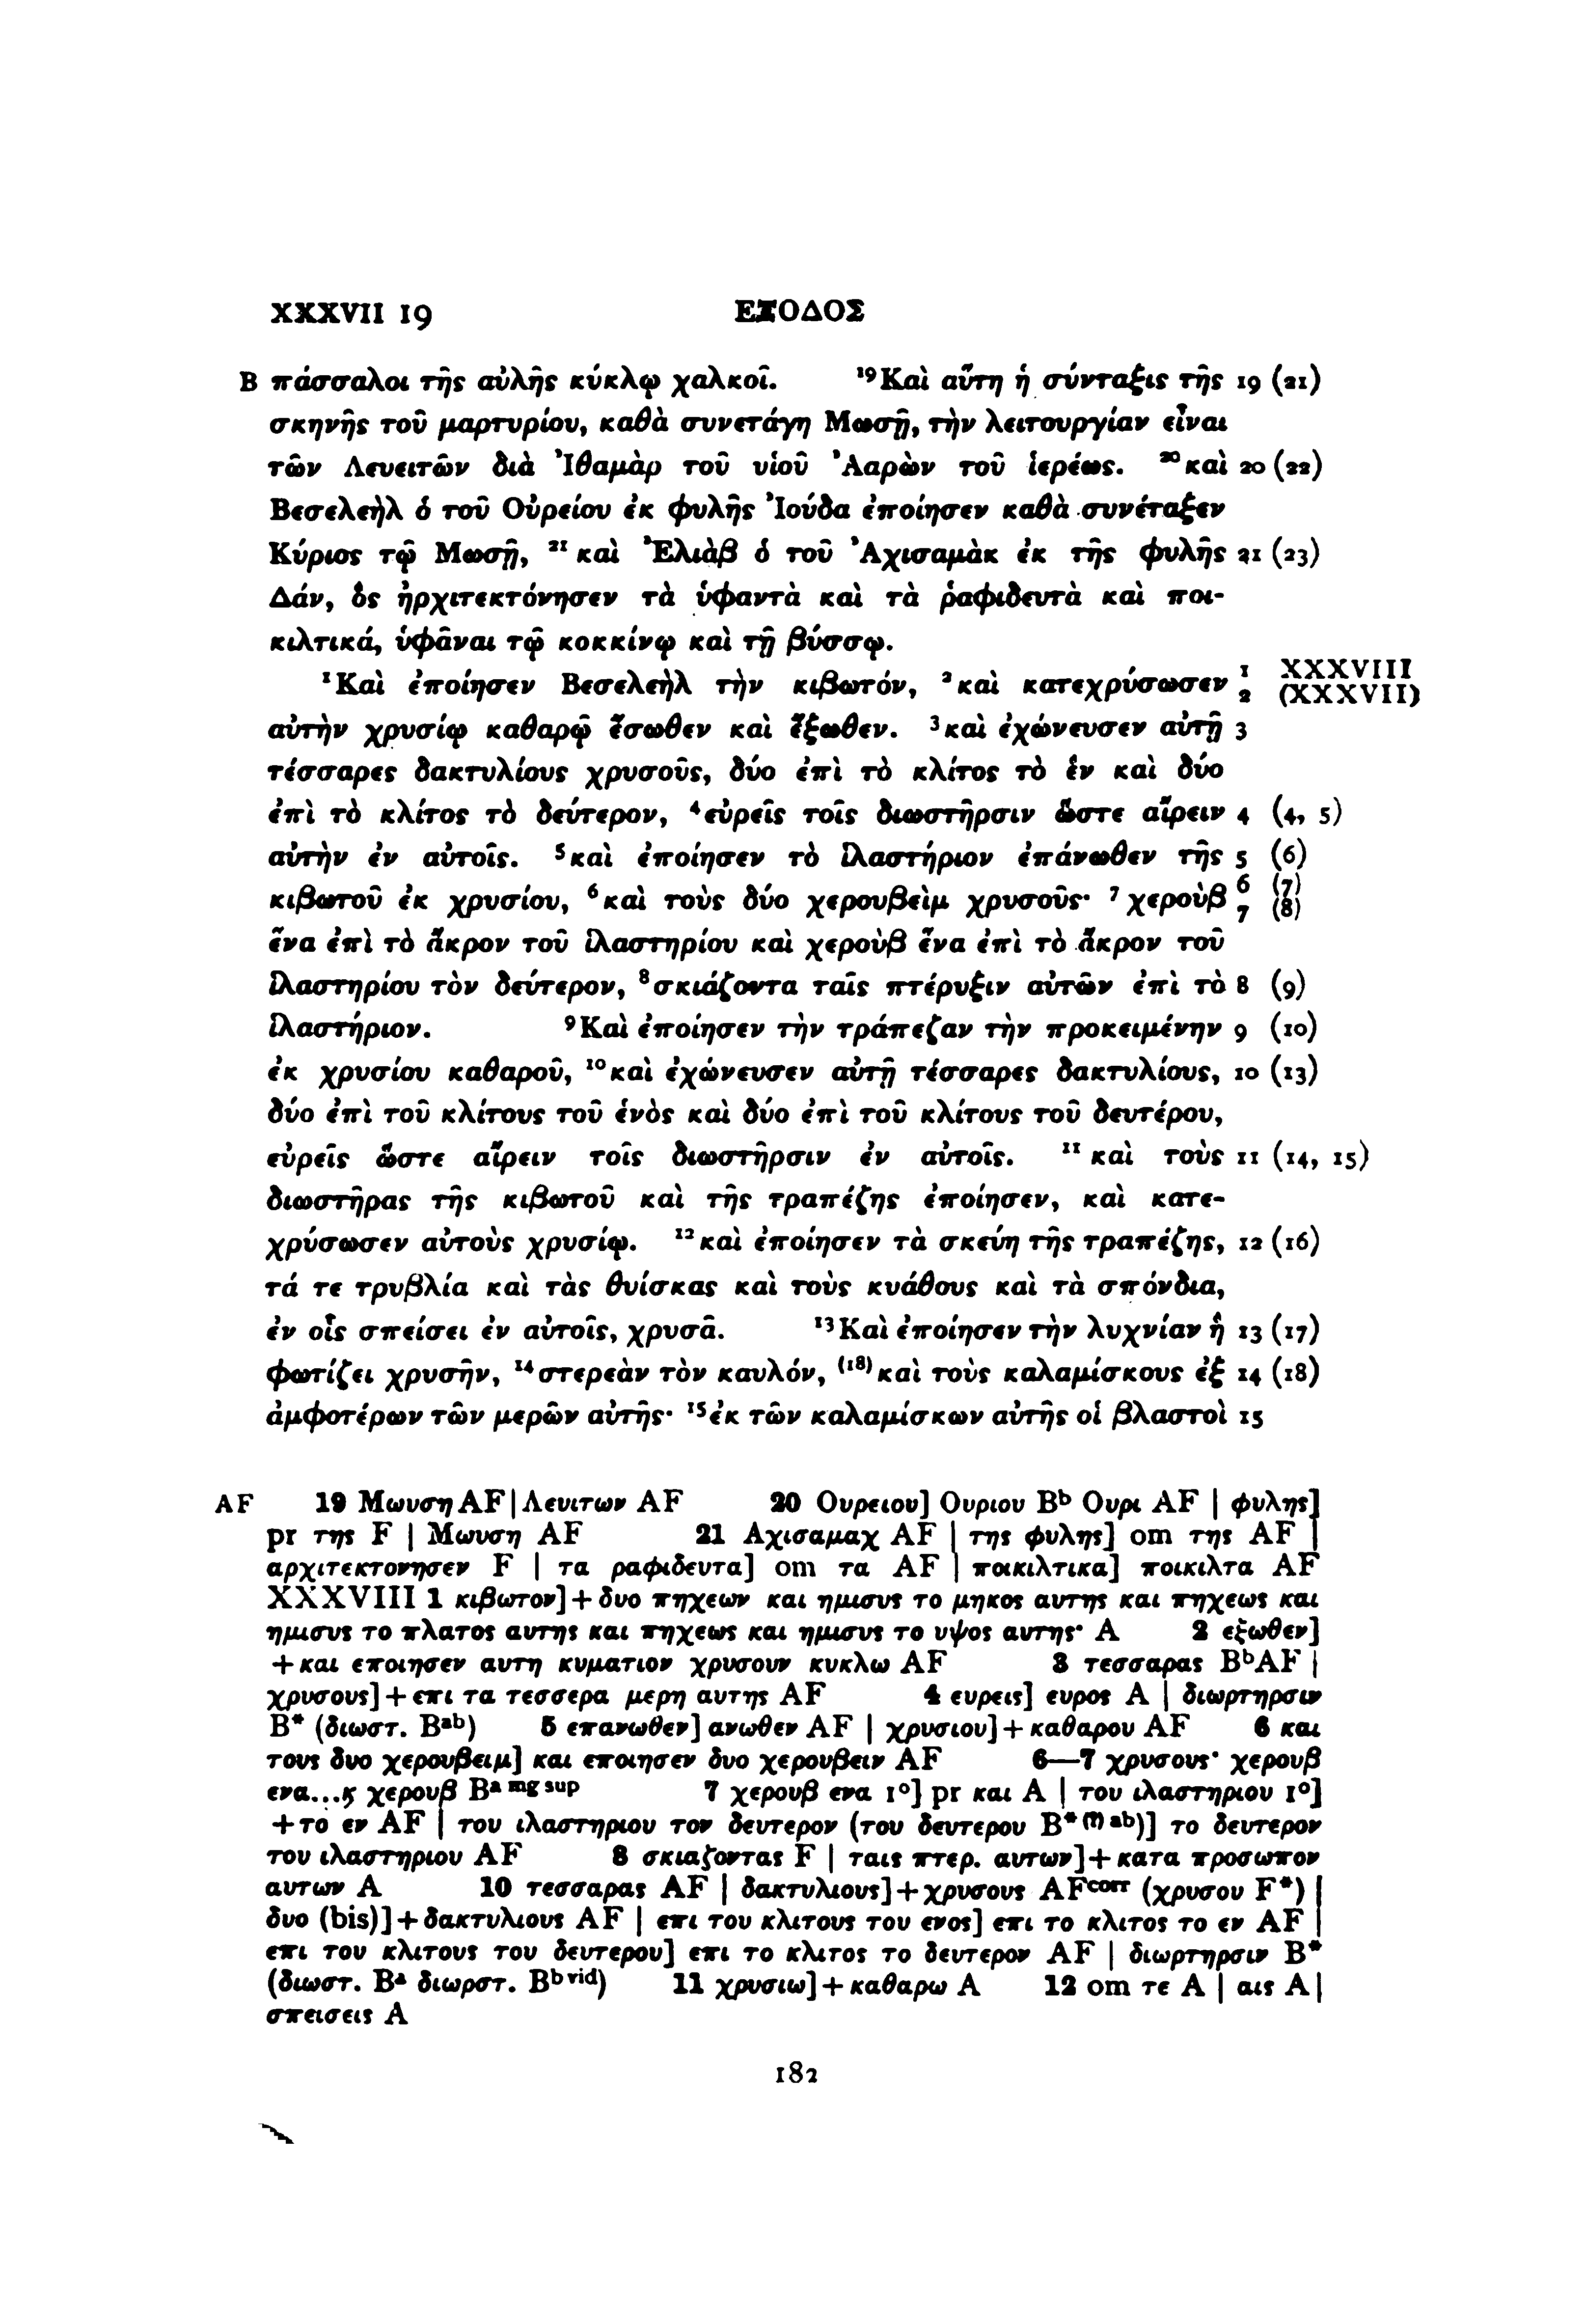 XXXVII 19 ΕΞΟΔΟΣ
B πάσσαλοι τῆς αὐλῆς κύκλῳ χαλκοῖ. ¹⁹Καὶ αὕτη ἡ σύνταξις τῆς 19 (21)
σκηνῆς τοῦ μαρτυρίου, καθὰ συνετάγη Μωσῇ, τὴν λειτουργίαν εἶναι
τῶν Λευειτῶν διὰ Ἰθαμὰρ τοῦ υἱοῦ Ἀαρὼν τοῦ ἱερέως. ²⁰καὶ 20 (22)
Βεσελεὴλ ὁ τοῦ Οὐρείου ἐκ φυλῆς Ἰούδα ἐποίησεν καθὰ συνέταξεν
Κύριος τῷ Μωσῇ, ²¹καὶ Ἐλιὰβ ὁ τοῦ Ἀχισαμὰκ ἐκ τῆς φυλῆς 21 (23)
Δάν, ὃς ἠρχιτεκτόνησεν τὰ ὑφαντὰ καὶ τὰ ῥαφιδευτὰ καὶ ποι-
κιλτικά, ὑφᾶναι τῷ κοκκίνῳ καὶ τῇ βύσσῳ.
¹Καὶ ἐποίησεν Βεσελεὴλ τὴν κιβωτόν, ²καὶ κατεχρύσωσεν 1 2 XXXVIII (XXXVII)
αὐτὴν χρυσίῳ καθαρῷ ἔσωθεν καὶ ἔξωθεν. ³καὶ ἐχώνευσεν αὐτῇ 3
τέσσαρες δακτυλίους χρυσοῦς, δύο ἐπὶ τὸ κλίτος τὸ ἓν καὶ δύο
ἐπὶ τὸ κλίτος τὸ δεύτερον, ⁴εὑρεῖς τοῖς διωστῆρσιν ὥστε αἴρειν 4 (4, 5)
αὐτὴν ἐν αὐτοῖς. ⁵καὶ ἐποίησεν τὸ ἱλαστήριον ἐπάνωθεν τῆς 5 (6)
κιβωτοῦ ἐκ χρυσίου, ⁶καὶ τοὺς δύο χερουβεὶμ χρυσοῦς· ⁷χεροὺβ 6 (7) 7 (8)
ἕνα ἐπὶ τὸ ἄκρον τοῦ ἱλαστηρίου καὶ χεροὺβ ἕνα ἐπὶ τὸ ἄκρον τοῦ
ἱλαστηρίου τὸν δεύτερον, ⁸σκιάζοντα ταῖς πτέρυξιν αὐτῶν ἐπὶ τὸ 8 (9)
ἱλαστήριον. ⁹Καὶ ἐποίησεν τὴν τράπεζαν τὴν προκειμένην 9 (10)
ἐκ χρυσίου καθαροῦ, ¹⁰καὶ ἐχώνευσεν αὐτῇ τέσσαρες δακτυλίους, 10 (13)
δύο ἐπὶ τοῦ κλίτους τοῦ ἑνὸς καὶ δύο ἐπὶ τοῦ κλίτους τοῦ δευτέρου,
εὑρεῖς ὥστε αἴρειν τοῖς διωστῆρσιν ἐν αὐτοῖς. ¹¹καὶ τοὺς 11 (14, 15)
διωστῆρας τῆς κιβωτοῦ καὶ τῆς τραπέζης ἐποίησεν, καὶ κατε-
χρύσωσεν αὐτοὺς χρυσίῳ. ¹²καὶ ἐποίησεν τὰ σκεύη τῆς τραπέζης, 12 (16)
τά τε τρυβλία καὶ τὰς θυίσκας καὶ τοὺς κυάθους καὶ τὰ σπόνδια,
ἐν οἷς σπείσει ἐν αὐτοῖς, χρυσᾶ. ¹³Καὶ ἐποίησεν τὴν λυχνίαν ἣ 13 (17)
φωτίζει χρυσῆν, ¹⁴στερεὰν τὸν καυλόν, ⁽¹⁸⁾καὶ τοὺς καλαμίσκους ἐξ 14 (18)
ἀμφοτέρων τῶν μερῶν αὐτῆς· ¹⁵ἐκ τῶν καλαμίσκων αὐτῆς οἱ βλαστοὶ 15
AF 19 Μωυση AF | Λευιτων AF 20 Ουρειου] Ουριου Bᵇ Ουρι AF | φυλης]
pr της F | Μωυση AF 21 Αχισαμαχ AF | της φυλης] om της AF |
αρχιτεκτονησεν F | τα ραφιδευτα] om τα AF | ποικιλτικα] ποικιλτα AF
XXXVIII 1 κιβωτον] + δυο πηχεων και ημισυς το μηκος αυτης και πηχεως και
ημισυς το πλατος αυτης και πηχεως και ημισυς το υψος αυτης· A 2 εξωθεν]
+ και εποιησεν αυτη κυματιον χρυσουν κυκλω AF 3 τεσσαρας BᵇAF |
χρυσους] + επι τα τεσσερα μερη αυτης AF 4 ευρεις] ευρος A | διωρτηρσιν
B* (διωστ. Bᵃᵇ) 5 επανωθεν] ανωθεν AF | χρυσιου] + καθαρου AF 6 και
τους δυο χερουβειμ] και εποιησεν δυο χερουβειν AF 6—7 χρυσους· χερουβ
ενα...ϗ χερουβ Bᵃ ᵐᵍ ˢᵘᵖ 7 χερουβ ενα 1°] pr και A | του ιλαστηριου 1°]
+ το εν AF | του ιλαστηριου τον δευτερον (του δευτερου B*⁽?⁾ᵃᵇ)] το δευτερον
του ιλαστηριου AF 8 σκιαζοντας F | ταις πτερ. αυτων] + κατα προσωπον
αυτων A 10 τεσσαρας AF | δακτυλιους] + χρυσους AFᶜᵒʳʳ (χρυσου F*) |
δυο (bis)] + δακτυλιους AF | επι του κλιτους του ενος] επι το κλιτος το εν AF |
επι του κλιτους του δευτερου] επι το κλιτος το δευτερον AF | διωρτηρσιν B*
(διωστ. Bᵃ διωρστ. Bᵇ ᵛⁱᵈ) 11 χρυσιω] + καθαρω A 12 om τε A | αις A |
σπεισεις A
182